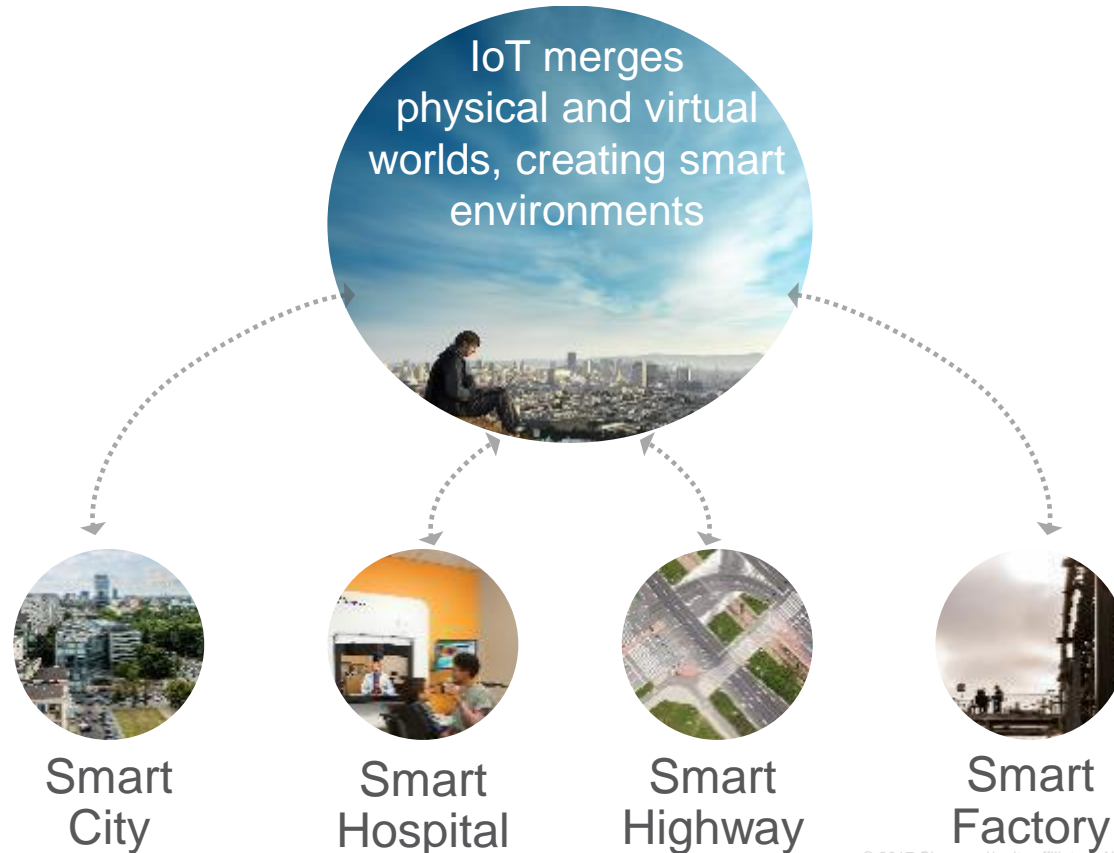 IoT merges
physical and virtual
worlds, creating smart
environments
Smart
City
Smart
Hospital
Smart
Highway
Smart
Factory